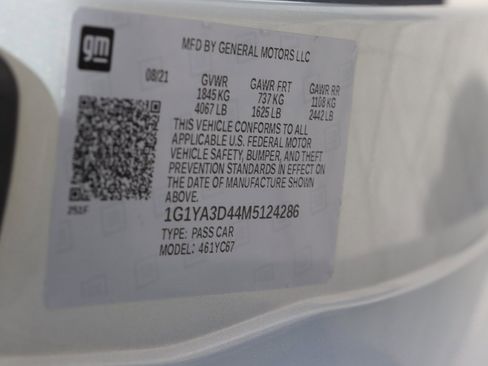 gm
MFD BY GENERAL MOTORS LLC
08/21 GVWR GAWR FRT GAWR RR
1845 KG 737 KG 1108 KG
4067 LB 1625 LB 2442 LB
THIS VEHICLE CONFORMS TO ALL
APPLICABLE U.S. FEDERAL MOTOR
VEHICLE SAFETY, BUMPER, AND THEFT
PREVENTION STANDARDS IN EFFECT ON
THE DATE OF MANUFACTURE SHOWN
ABOVE.
1G1YA3D44M5124286
TYPE: PASS CAR
MODEL: 461YC67